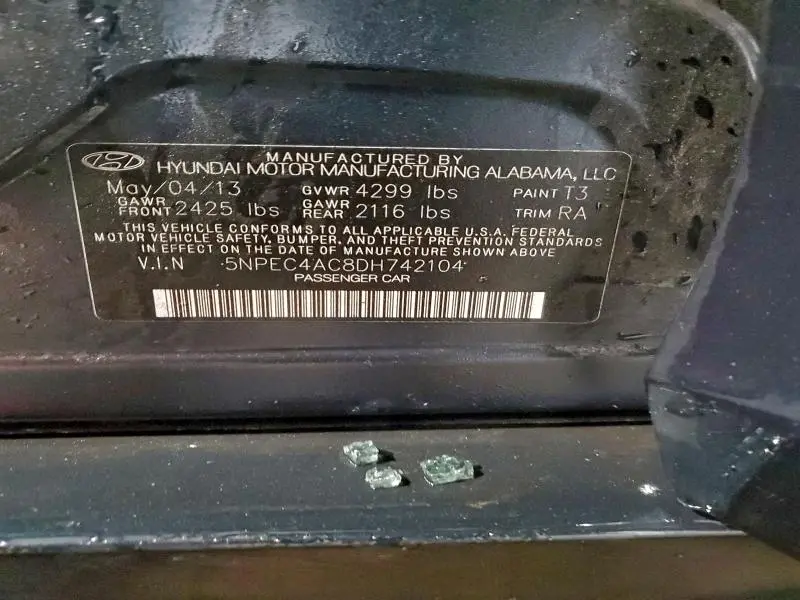 MANUFACTURED BY
HYUNDAI MOTOR MANUFACTURING ALABAMA, LLC
May/04/13 GVWR 4299 lbs PAINT T3
GAWR FRONT 2425 lbs GAWR REAR 2116 lbs TRIM RA
THIS VEHICLE CONFORMS TO ALL APPLICABLE U.S.A. FEDERAL
MOTOR VEHICLE SAFETY, BUMPER, AND THEFT PREVENTION STANDARDS
IN EFFECT ON THE DATE OF MANUFACTURE SHOWN ABOVE
V.I.N 5NPEC4AC8DH742104
PASSENGER CAR